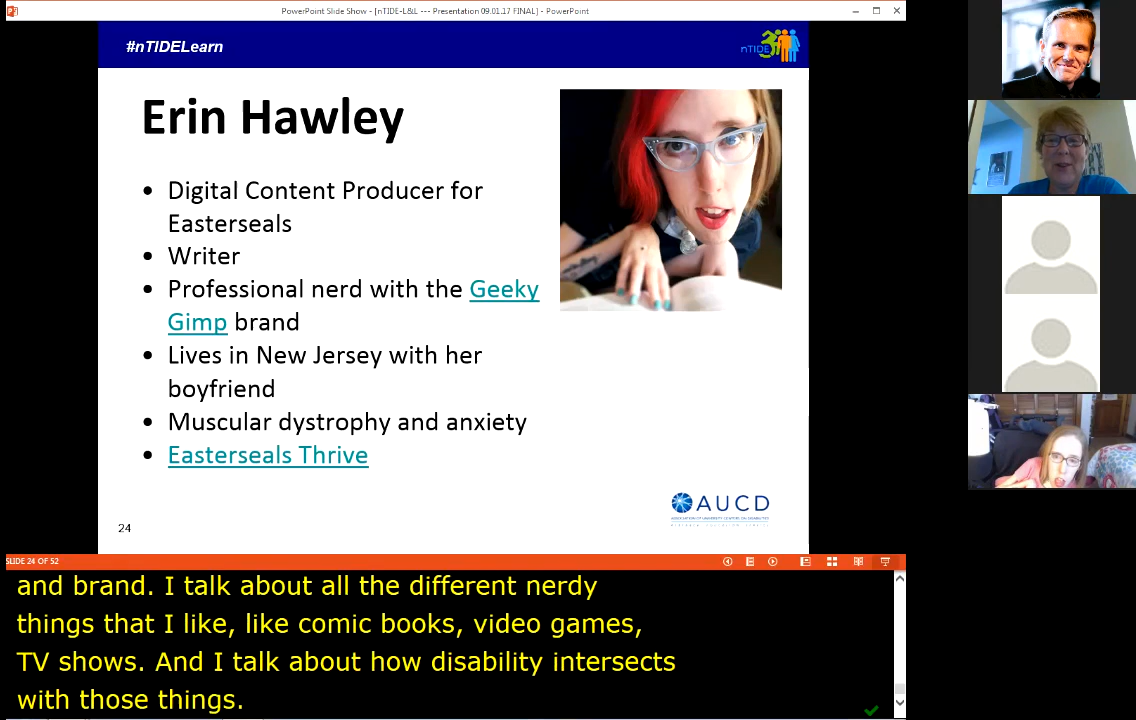 PowerPoint Slide Show - [nTIDE-L&L --- Presentation 09.01.17 FINAL] - PowerPoint
#nTIDELearn
nTIDE
Erin Hawley
• Digital Content Producer for
Easterseals
• Writer
• Professional nerd with the Geeky
Gimp brand
• Lives in New Jersey with her
boyfriend
• Muscular dystrophy and anxiety
• Easterseals Thrive
AUCD
24
SLIDE 24 OF 52
and brand. I talk about all the different nerdy
things that I like, like comic books, video games,
TV shows. And I talk about how disability intersects
with those things.